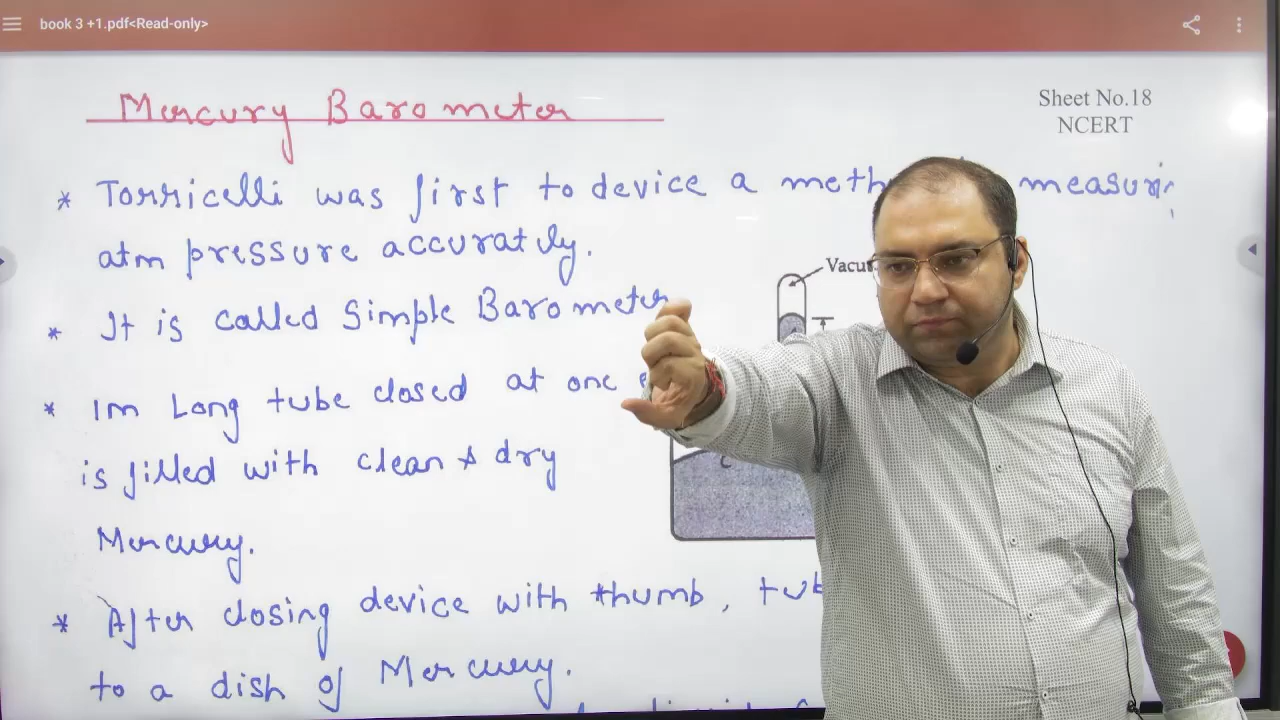 book 3 +1.pdf<Read-only>
Sheet No.18
NCERT
Mercury Barometer
* Torricelli was first to device a meth measuri
atm pressure accurately.
Vacu
* It is called Simple Barometer
* 1m Long tube closed at one e
is filled with clean & dry
C
Mercury.
* After closing device with thumb, tub
to a dish of Mercury.